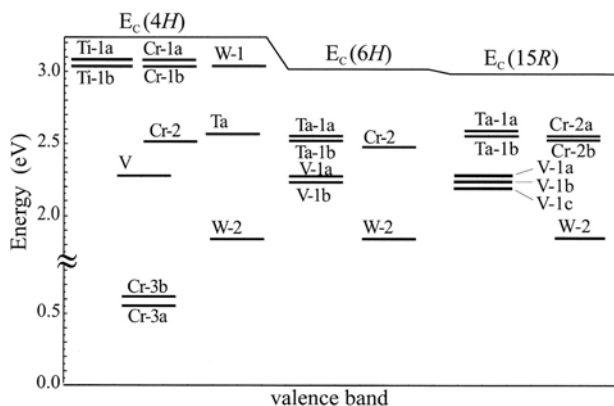 E_C(4H)
E_C(6H)
E_C(15R)
Energy (eV)
3.0
2.5
2.0
0.5
0.0
Ti-1a
Ti-1b
Cr-1a
Cr-1b
W-1
Cr-2
Ta
V
W-2
Cr-3b
Cr-3a
Ta-1a
Ta-1b
V-1a
V-1b
Cr-2
W-2
Ta-1a
Ta-1b
Cr-2a
Cr-2b
V-1a
V-1b
V-1c
W-2
valence band